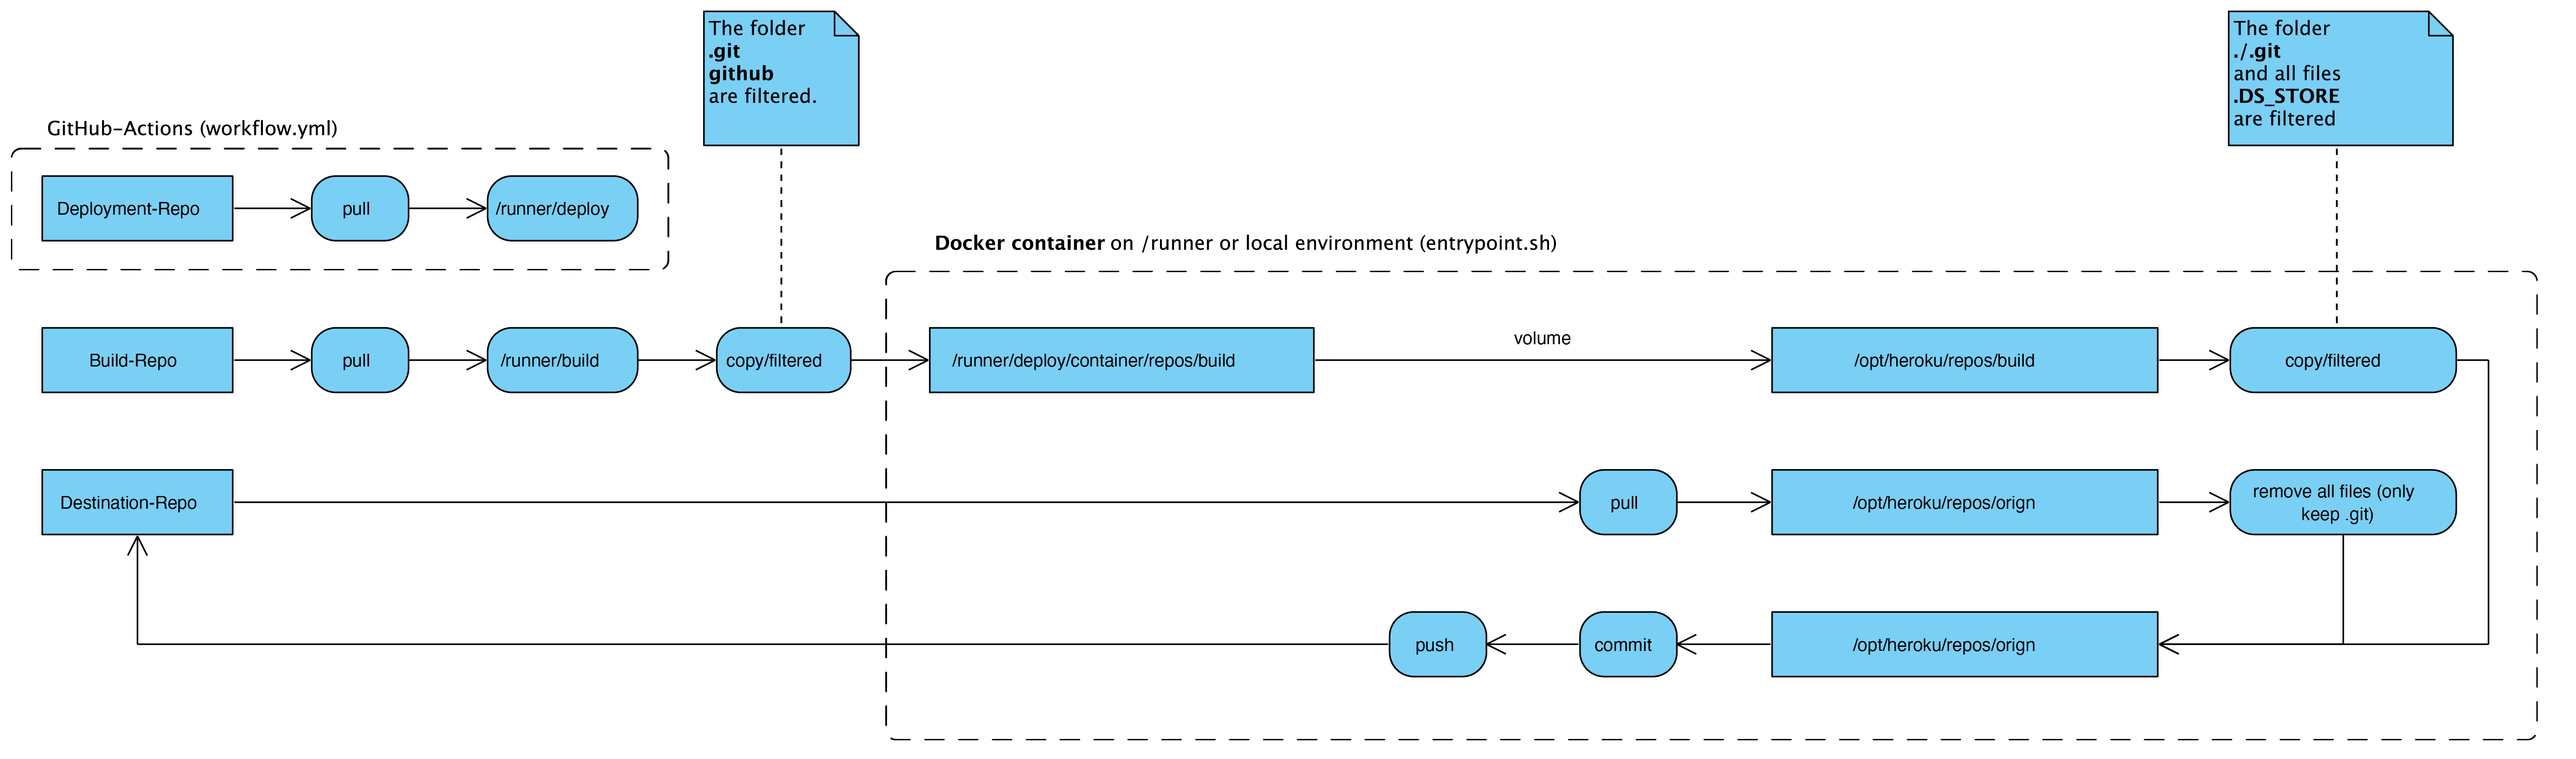 The folder
.git
github
are filtered.
The folder
./.git
and all files
.DS_STORE
are filtered
GitHub-Actions (workflow.yml)
Deployment-Repo
pull
/runner/deploy
Docker container on /runner or local environment (entrypoint.sh)
Build-Repo
pull
/runner/build
copy/filtered
/runner/deploy/container/repos/build
volume
/opt/heroku/repos/build
copy/filtered
Destination-Repo
pull
/opt/heroku/repos/orign
remove all files (only
keep .git)
push
commit
/opt/heroku/repos/orign